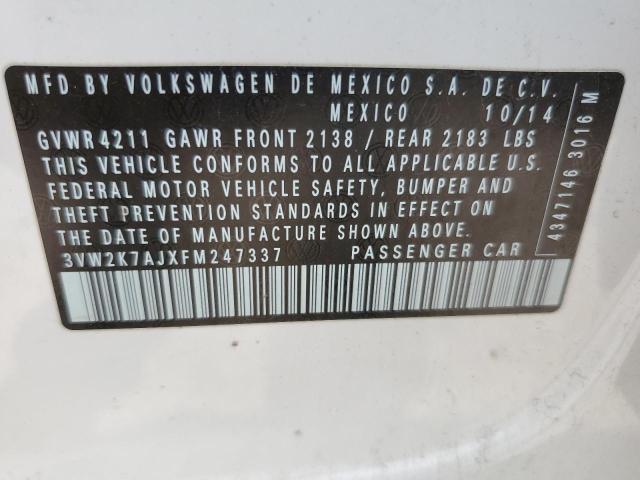 MFD BY VOLKSWAGEN DE MEXICO S.A. DE C.V.
MEXICO 10/14
GVWR 4211 GAWR FRONT 2138 / REAR 2183 LBS
THIS VEHICLE CONFORMS TO ALL APPLICABLE U.S.
FEDERAL MOTOR VEHICLE SAFETY, BUMPER AND
THEFT PREVENTION STANDARDS IN EFFECT ON
THE DATE OF MANUFACTURE SHOWN ABOVE.
3VW2K7AJXFM247337 PASSENGER CAR
4347146 3016 M